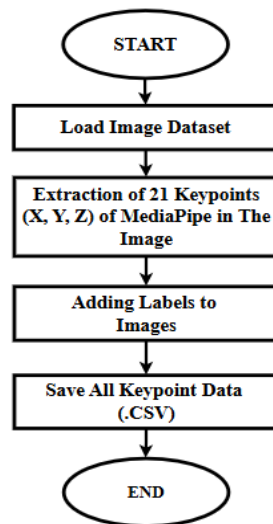 START
Load Image Dataset
Extraction of 21 Keypoints
(X, Y, Z) of MediaPipe in The
Image
Adding Labels to
Images
Save All Keypoint Data
(.CSV)
END